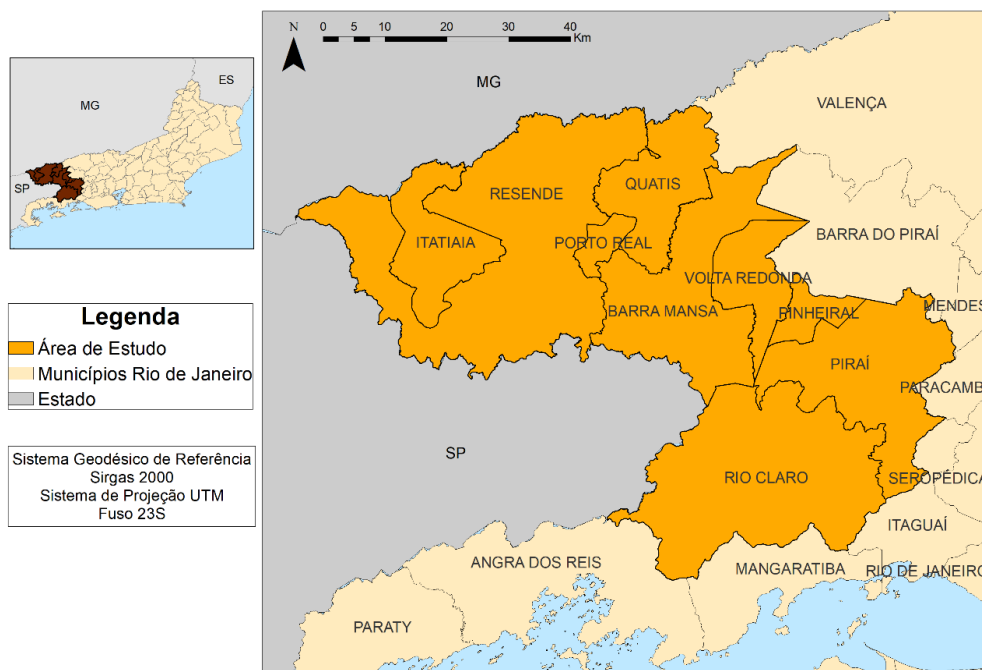 ES
MG
SP
Legenda
Área de Estudo
Municípios Rio de Janeiro
Estado
Sistema Geodésico de Referência
Sirgas 2000
Sistema de Projeção UTM
Fuso 23S
N
0 5 10 20 30 40
Km
MG
VALENÇA
QUATIS
RESENDE
BARRA DO PIRAÍ
ITATIAIA
PORTO REAL
VOLTA REDONDA
MENDES
BARRA MANSA
PINHEIRAL
PIRAÍ
PARACAMB
SP
RIO CLARO
SEROPÉDICA
ITAGUAÍ
ANGRA DOS REIS
MANGARATIBA
RIO DE JANEIRO
PARATY